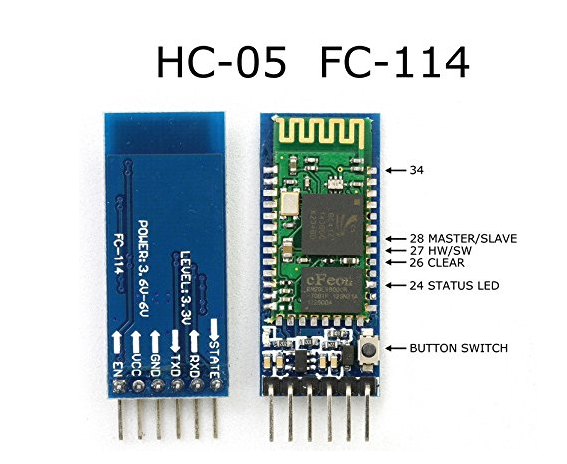 HC-05 FC-114
34
28 MASTER/SLAVE
27 HW/SW
26 CLEAR
24 STATUS LED
BUTTON SWITCH
FC-114
POWER:3.6V-6V
LEVEL:3.3V
EN
VCC
GND
TXD
RXD
STATE
cFeon